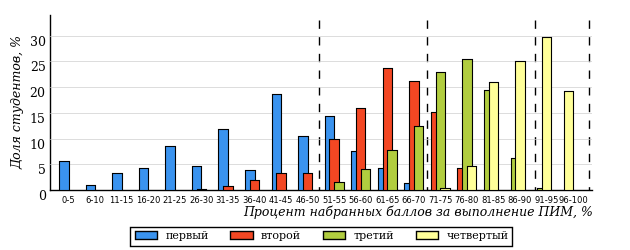 Доля студентов, %
30
25
20
15
10
5
0
0-5 6-10 11-15 16-20 21-25 26-30 31-35 36-40 41-45 46-50 51-55 56-60 61-65 66-70 71-75 76-80 81-85 86-90 91-95 96-100
Процент набранных баллов за выполнение ПИМ, %
первый второй третий четвертый